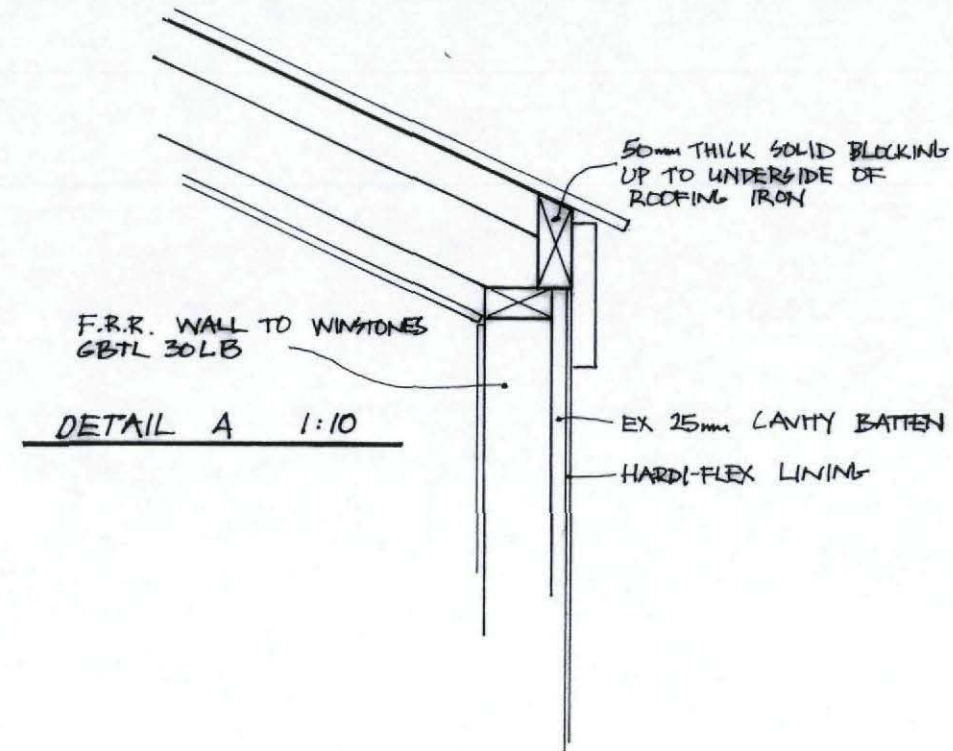 50mm THICK SOLID BLOCKING
UP TO UNDERSIDE OF
ROOFING IRON
F.R.R. WALL TO WINSTONES
GBTL 30LB
DETAIL A 1:10
EX 25mm CAVITY BATTEN
HARDI-FLEX LINING